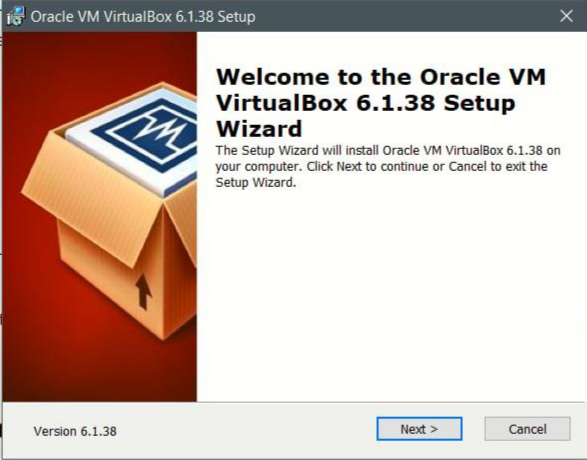 Oracle VM VirtualBox 6.1.38 Setup
Welcome to the Oracle VM
VirtualBox 6.1.38 Setup
Wizard
The Setup Wizard will install Oracle VM VirtualBox 6.1.38 on
your computer. Click Next to continue or Cancel to exit the
Setup Wizard.
Version 6.1.38
Next >
Cancel